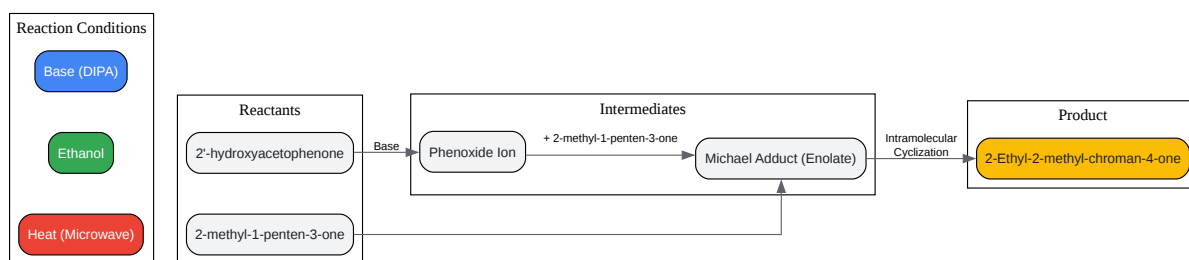 Reaction Conditions
Base (DIPA)
Ethanol
Heat (Microwave)
Reactants
2'-hydroxyacetophenone
2-methyl-1-penten-3-one
Base
Intermediates
Phenoxide Ion
+ 2-methyl-1-penten-3-one
Michael Adduct (Enolate)
Intramolecular
Cyclization
Product
2-Ethyl-2-methyl-chroman-4-one